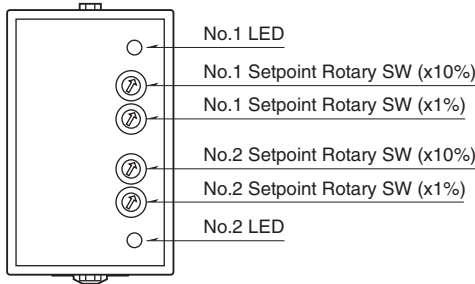 No.1 LED
No.1 Setpoint Rotary SW (x10%)
No.1 Setpoint Rotary SW (x1%)
No.2 Setpoint Rotary SW (x10%)
No.2 Setpoint Rotary SW (x1%)
No.2 LED